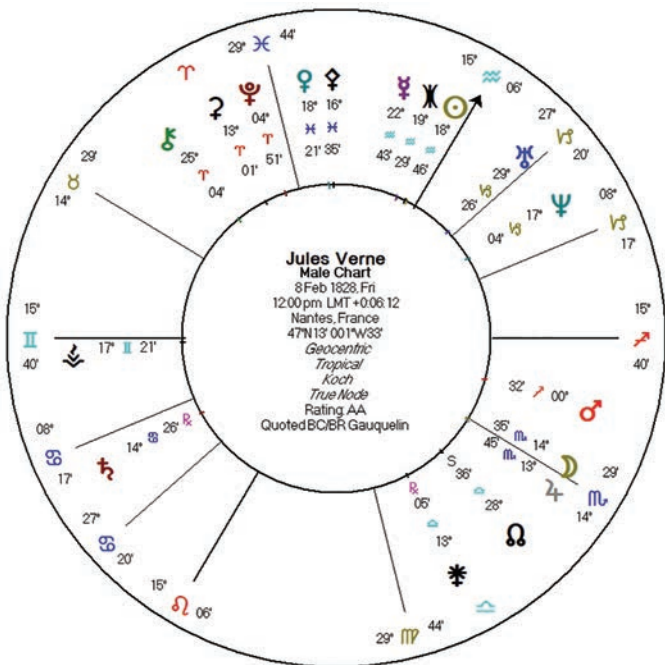 29° 44'
15° 06'
27° 20'
18° 16° 22° 19° 18°
04°
13°
51'
01'
21' 35'
43' 29' 46'
29°
26'
25°
04'
08° 17'
17° 04'
29' 14°
Jules Verne
Male Chart
8 Feb 1828, Fri
12:00 pm LMT +0:06:12
Nantes, France
47°N13' 001°W33'
Geocentric
Tropical
Koch
True Node
Rating: AA
Quoted BC/BR Gauquelin
15° 40'
17° 21'
15° 40'
32' 00°
08° 17'
14° 26' ℞
35' 14°
45' 13°
29' 14°
S 36' 28°
℞ 05' 13°
27° 20'
15° 06'
29° 44'